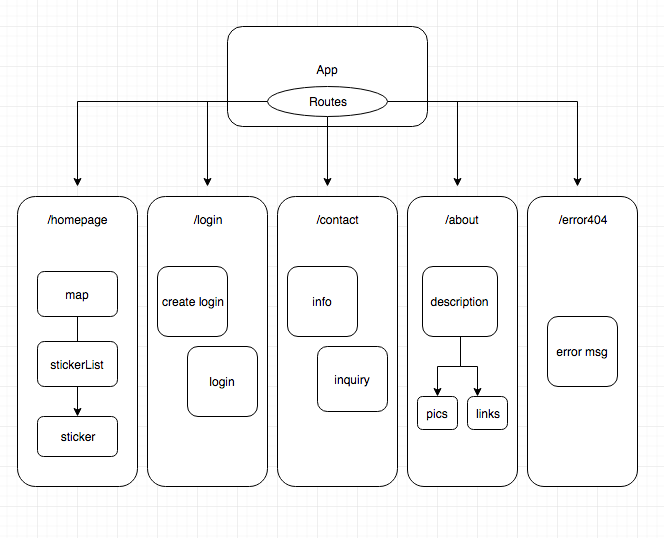 App
Routes
/homepage
map
stickerList
sticker
/login
create login
login
/contact
info
inquiry
/about
description
pics
links
/error404
error msg